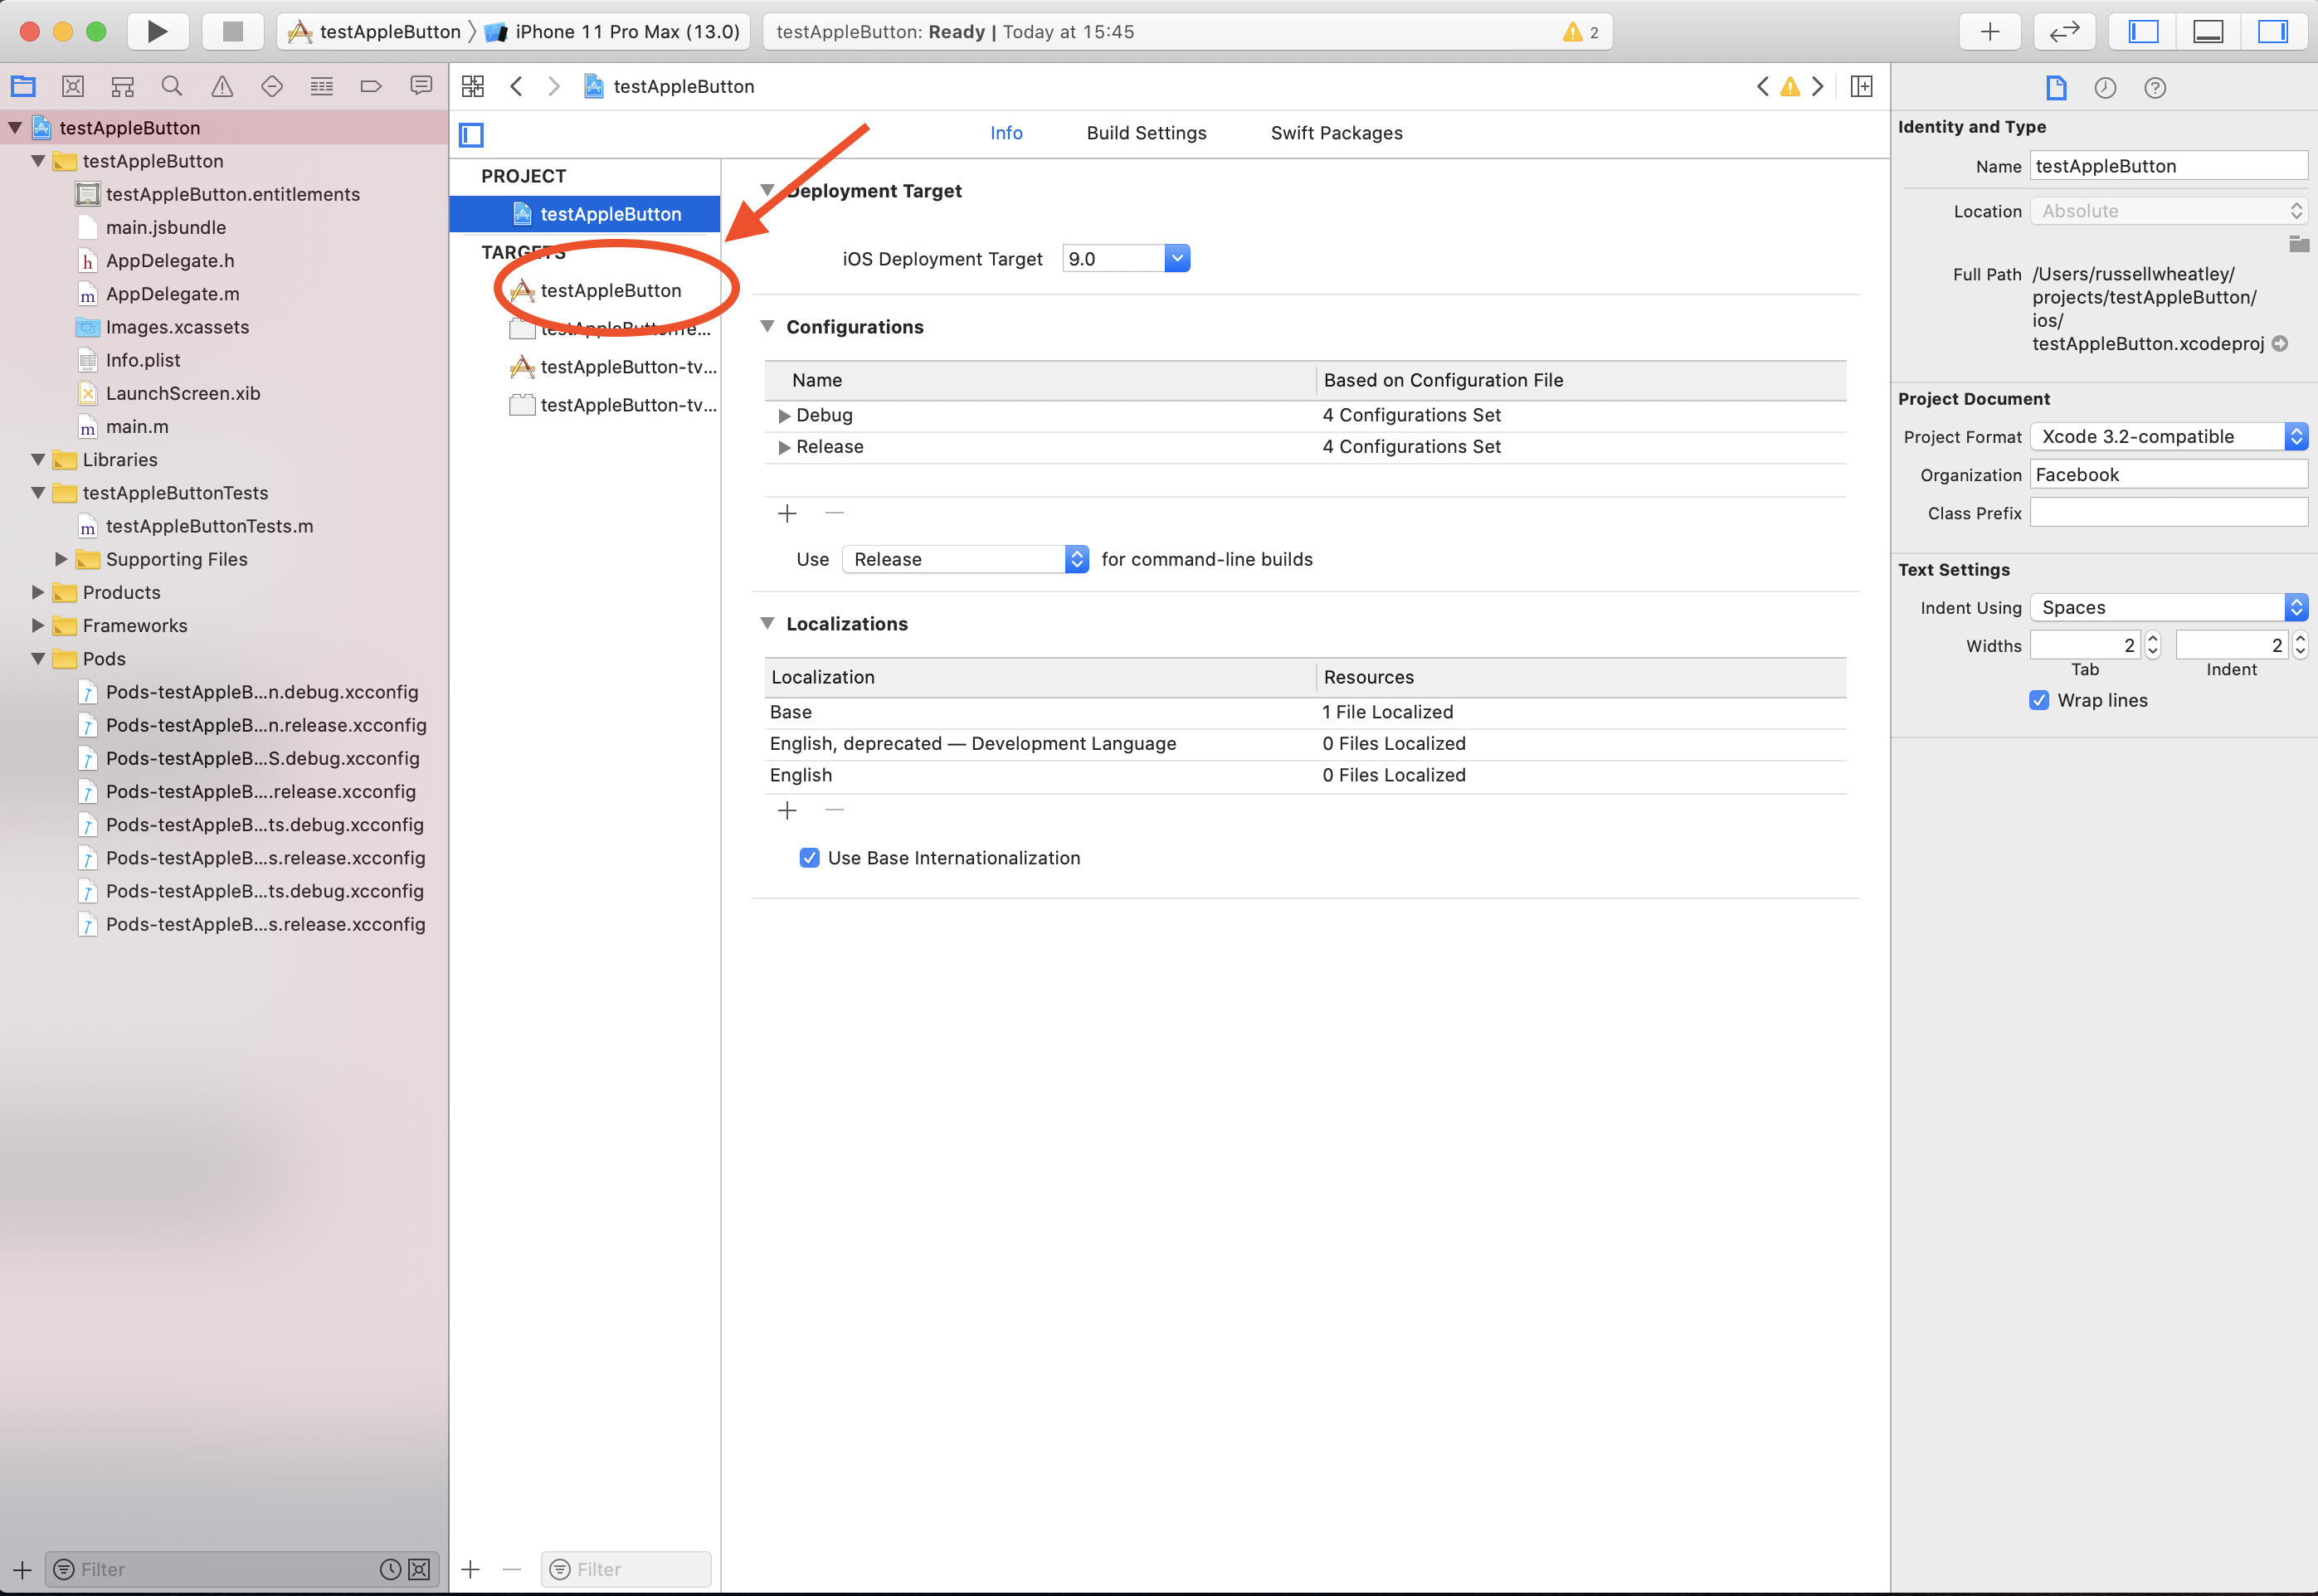 testAppleButton iPhone 11 Pro Max (13.0)
testAppleButton: Ready | Today at 15:45
2
testAppleButton
testAppleButton
testAppleButton.entitlements
main.jsbundle
AppDelegate.h
AppDelegate.m
Images.xcassets
Info.plist
LaunchScreen.xib
main.m
Libraries
testAppleButtonTests
testAppleButtonTests.m
Supporting Files
Products
Frameworks
Pods
Pods-testAppleB...n.debug.xcconfig
Pods-testAppleB...n.release.xcconfig
Pods-testAppleB...S.debug.xcconfig
Pods-testAppleB....release.xcconfig
Pods-testAppleB...ts.debug.xcconfig
Pods-testAppleB...s.release.xcconfig
Pods-testAppleB...ts.debug.xcconfig
Pods-testAppleB...s.release.xcconfig
Filter
testAppleButton
Info Build Settings Swift Packages
PROJECT
testAppleButton
TARGETS
testAppleButton
testAppleButtonTe...
testAppleButton-tv...
testAppleButton-tv...
Filter
Deployment Target
iOS Deployment Target 9.0
Configurations
Name Based on Configuration File
Debug 4 Configurations Set
Release 4 Configurations Set
Use Release for command-line builds
Localizations
Localization Resources
Base 1 File Localized
English, deprecated — Development Language 0 Files Localized
English 0 Files Localized
Use Base Internationalization
Identity and Type
Name testAppleButton
Location Absolute
Full Path /Users/russellwheatley/
projects/testAppleButton/
ios/
testAppleButton.xcodeproj
Project Document
Project Format Xcode 3.2-compatible
Organization Facebook
Class Prefix
Text Settings
Indent Using Spaces
Widths 2 2
Tab Indent
Wrap lines